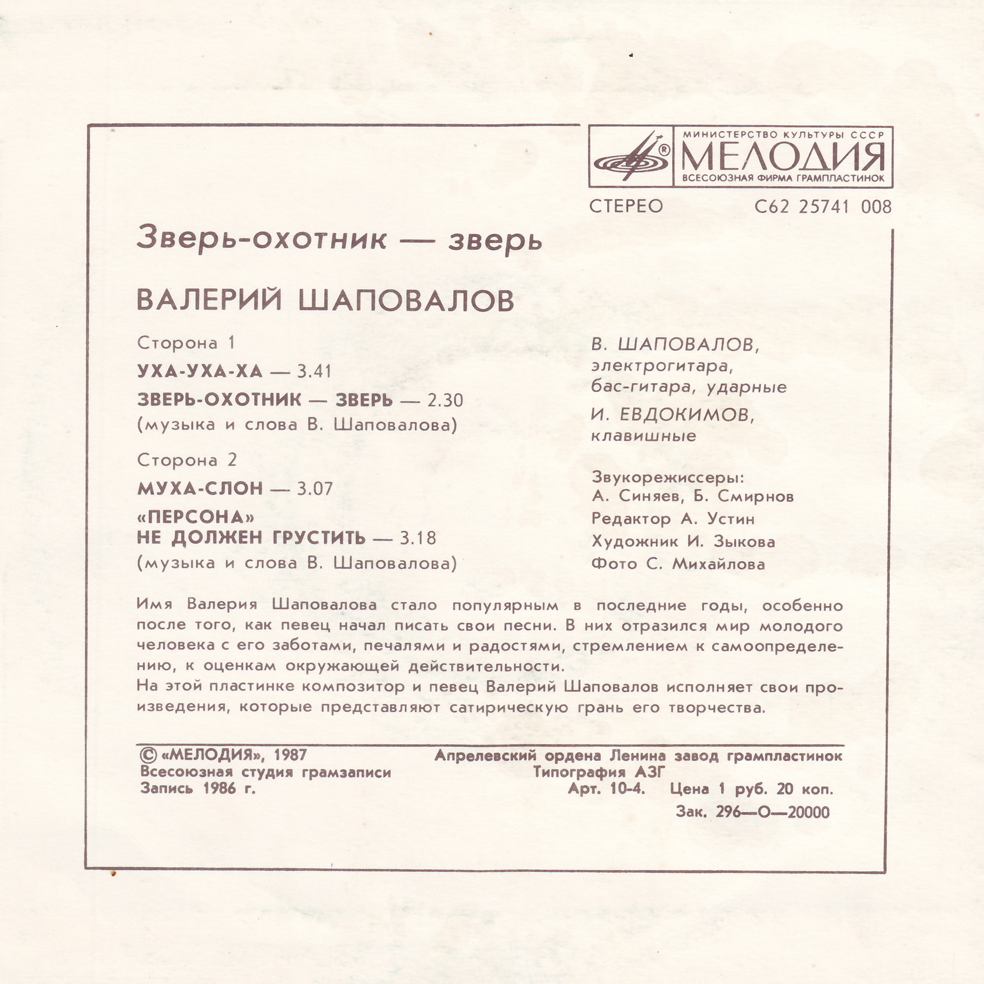 МИНИСТЕРСТВО КУЛЬТУРЫ СССР
МЕЛОДИЯ
ВСЕСОЮЗНАЯ ФИРМА ГРАМПЛАСТИНОК
®
СТЕРЕО С62 25741 008
Зверь-охотник — зверь
ВАЛЕРИЙ ШАПОВАЛОВ
Сторона 1
УХА-УХА-ХА — 3.41
ЗВЕРЬ-ОХОТНИК — ЗВЕРЬ — 2.30
(музыка и слова В. Шаповалова)
Сторона 2
МУХА-СЛОН — 3.07
«ПЕРСОНА»
НЕ ДОЛЖЕН ГРУСТИТЬ — 3.18
(музыка и слова В. Шаповалова)
В. ШАПОВАЛОВ,
электрогитара,
бас-гитара, ударные
И. ЕВДОКИМОВ,
клавишные
Звукорежиссеры:
А. Синяев, Б. Смирнов
Редактор А. Устин
Художник И. Зыкова
Фото С. Михайлова
Имя Валерия Шаповалова стало популярным в последние годы, особенно
после того, как певец начал писать свои песни. В них отразился мир молодого
человека с его заботами, печалями и радостями, стремлением к самоопределе-
нию, к оценкам окружающей действительности.
На этой пластинке композитор и певец Валерий Шаповалов исполняет свои про-
изведения, которые представляют сатирическую грань его творчества.
© «МЕЛОДИЯ», 1987
Всесоюзная студия грамзаписи
Запись 1986 г.
Апрелевский ордена Ленина завод грампластинок
Типография АЗГ
Арт. 10-4. Цена 1 руб. 20 коп.
Зак. 296—О—20000